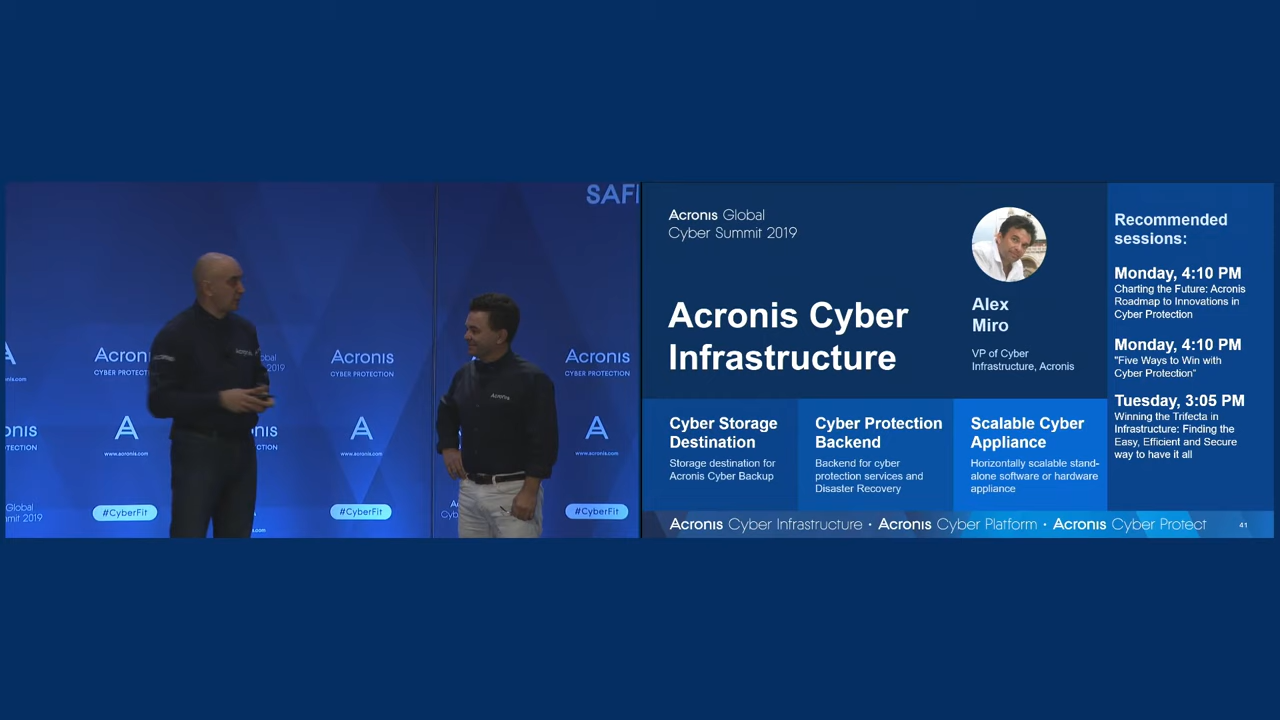 SAF
Acronis
CYBER PROTECTION
Acronis
CYBER PROTECTION
Acronis
CYBER PROTECTION
www.acronis.com
www.acronis.com
www.acronis.com
#CyberFit
#CyberFit
#CyberFit
Acronis
Acronis
Acronis Global
Cyber Summit 2019
Alex
Miro
VP of Cyber
Infrastructure, Acronis
Acronis Cyber
Infrastructure
Cyber Storage
Destination
Storage destination for
Acronis Cyber Backup
Cyber Protection
Backend
Backend for cyber
protection services and
Disaster Recovery
Scalable Cyber
Appliance
Horizontally scalable stand-
alone software or hardware
appliance
Recommended
sessions:
Monday, 4:10 PM
Charting the Future: Acronis
Roadmap to Innovations in
Cyber Protection
Monday, 4:10 PM
"Five Ways to Win with
Cyber Protection"
Tuesday, 3:05 PM
Winning the Trifecta in
Infrastructure: Finding the
Easy, Efficient and Secure
way to have it all
Acronis Cyber Infrastructure · Acronis Cyber Platform · Acronis Cyber Protect
41